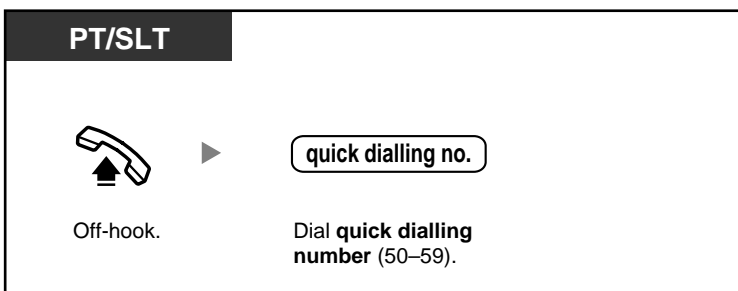 PT/SLT
quick dialling no.
Off-hook.
Dial quick dialling
number (50–59).